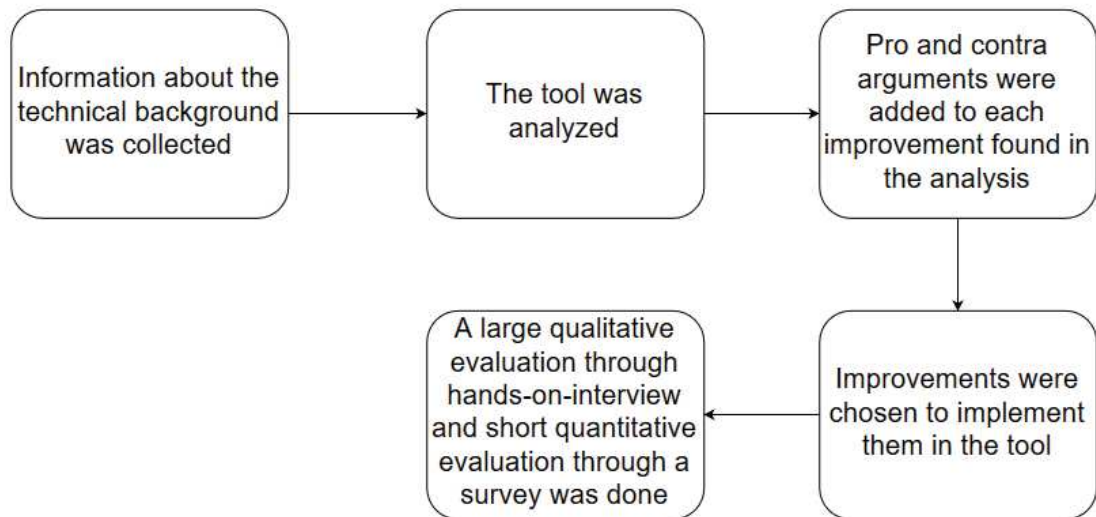 Information about the
technical background
was collected
The tool was
analyzed
Pro and contra
arguments were
added to each
improvement found in
the analysis
Improvements were
chosen to implement
them in the tool
A large qualitative
evaluation through
hands-on-interview
and short quantitative
evaluation through a
survey was done